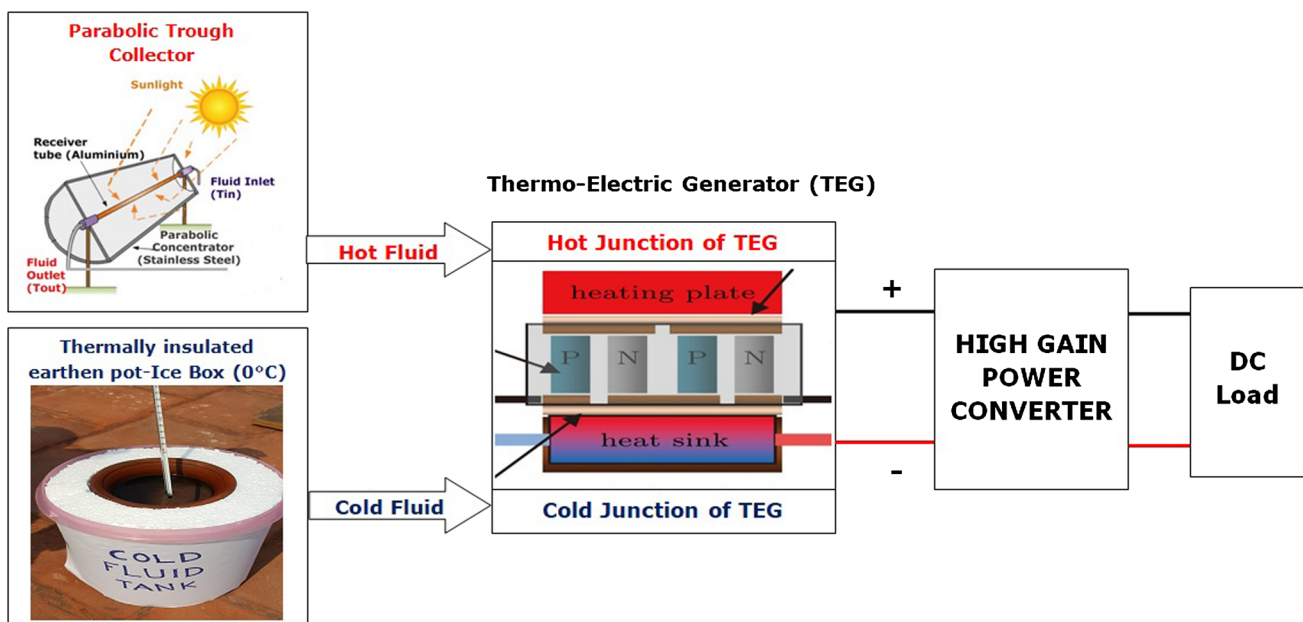 Parabolic Trough
Collector
Sunlight
Receiver
tube (Aluminium)
Fluid Inlet
(Tin)
Parabolic
Concentrator
(Stainless Steel)
Fluid
Outlet
(Tout)
Hot Fluid
Thermally insulated
earthen pot-Ice Box (0°C)
COLD
FLUID
TANK
Cold Fluid
Thermo-Electric Generator (TEG)
Hot Junction of TEG
heating plate
P N P N
heat sink
Cold Junction of TEG
+
-
HIGH GAIN
POWER
CONVERTER
DC
Load